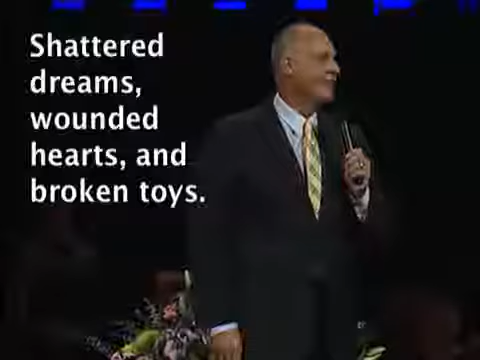 Shattered
dreams,
wounded
hearts, and
broken toys.